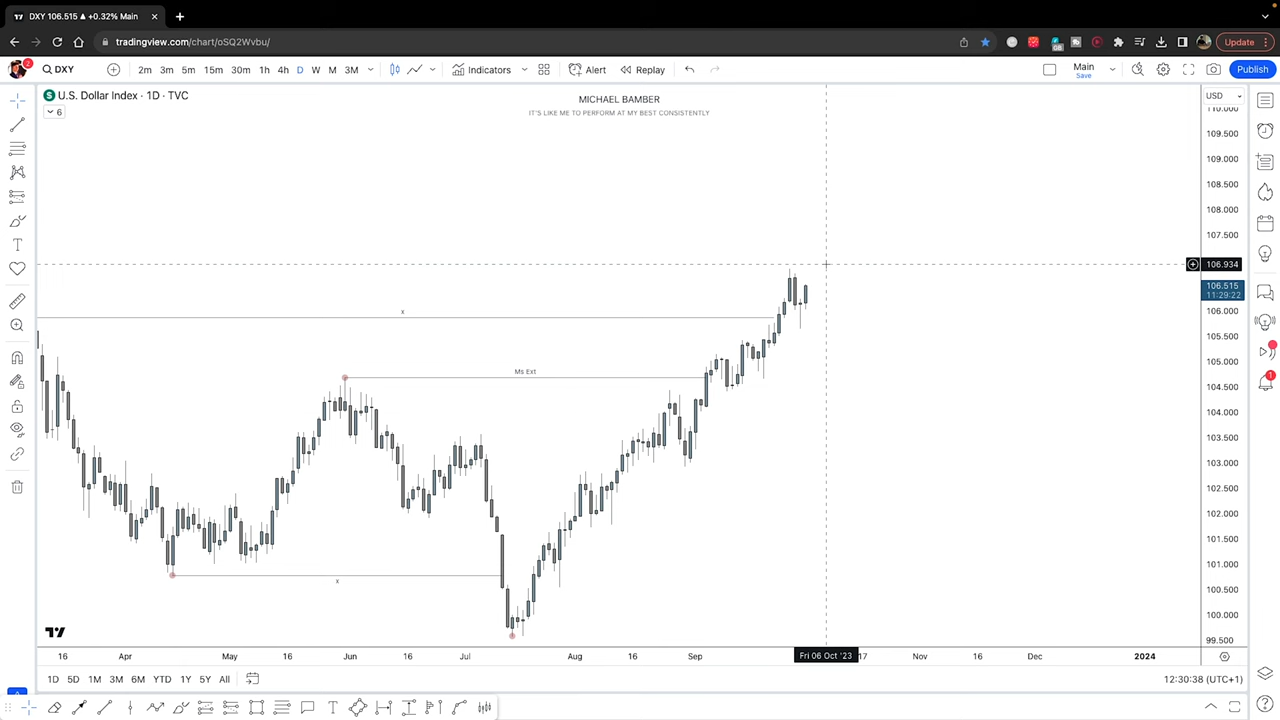 DXY 106.515 ▲ +0.32% Main
tradingview.com/chart/oSQ2Wvbu/
Update
2
DXY
2m 3m 5m 15m 30m 1h 4h D W M 3M
Indicators
Alert
Replay
Main
Save
Publish
U.S. Dollar Index · 1D · TVC
6
MICHAEL BAMBER
IT'S LIKE ME TO PERFORM AT MY BEST CONSISTENTLY
USD
110.000
109.500
109.000
108.500
108.000
107.500
106.934
106.515
11:29:22
106.000
105.500
105.000
104.500
104.000
103.500
103.000
102.500
102.000
101.500
101.000
100.500
100.000
99.500
x
Ms Ext
x
1
16 Apr May 16 Jun 16 Jul Aug 16 Sep Fri 06 Oct '23 17 Nov 16 Dec 2024
1D 5D 1M 3M 6M YTD 1Y 5Y All
12:30:38 (UTC+1)